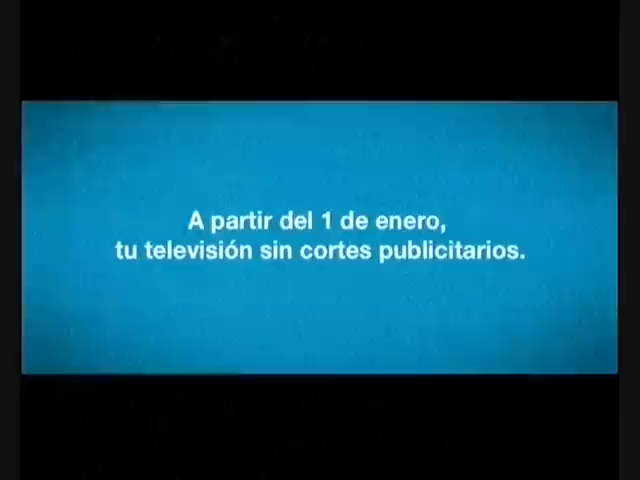 A partir del 1 de enero,
tu televisión sin cortes publicitarios.